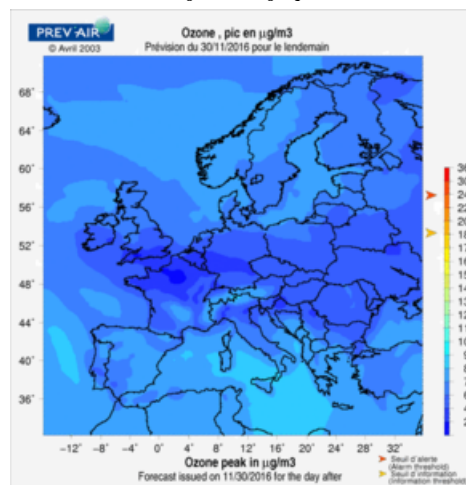 PREV'AIR
© Avril 2003
Ozone , pic en µg/m3
Prévision du 30/11/2016 pour le lendemain
68°
64°
60°
56°
52°
48°
44°
40°
36°
−12° −8° −4° 0° 4° 8° 12° 16° 20° 24° 28° 32°
Ozone peak in µg/m3
Forecast issued on 11/30/2016 for the day after
Seuil d'alerte
(Alarm threshold)
Seuil d'information
(Information threshold)